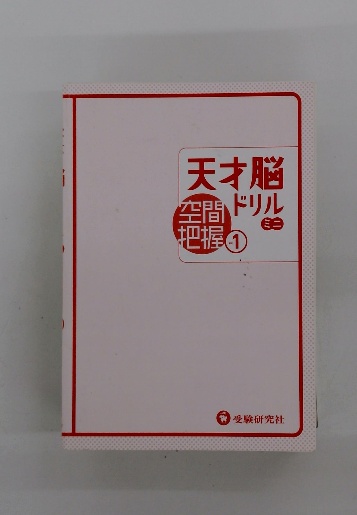 天才脳
ドリル
ミニ
空間
把握-1
受験研究社